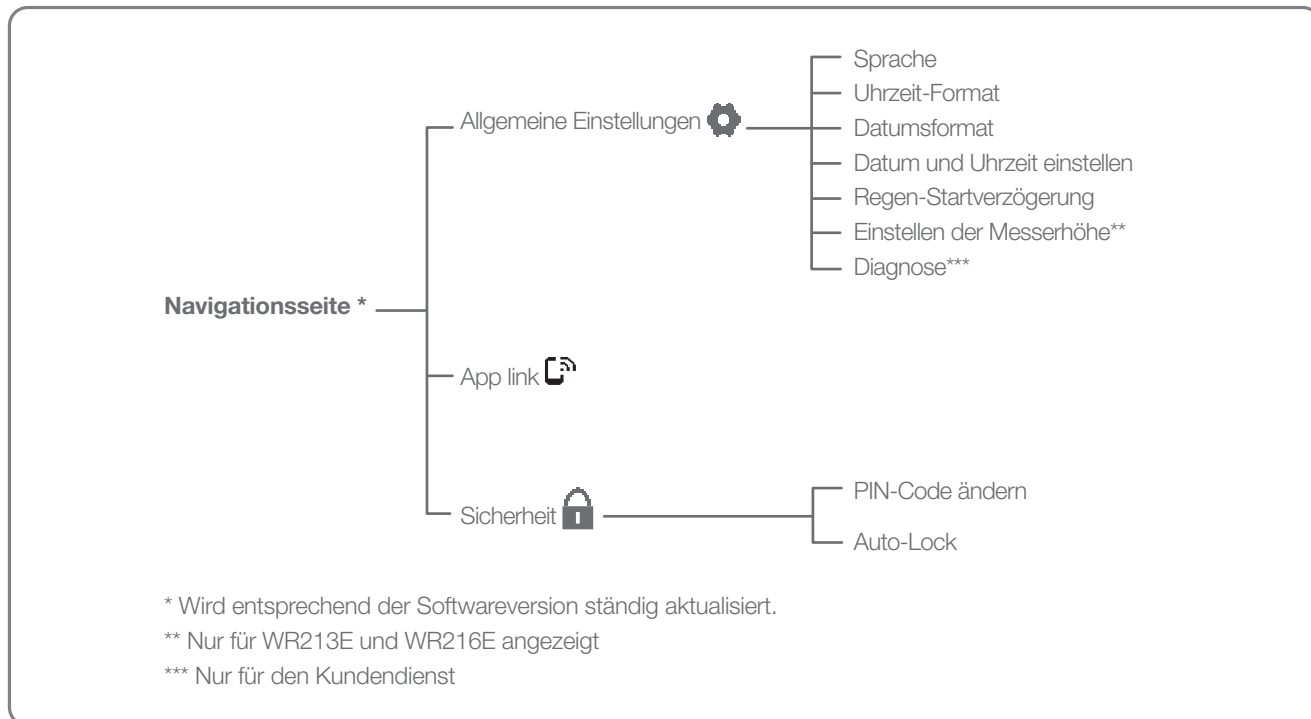 Sprache
Uhrzeit-Format
Allgemeine Einstellungen
Datumsformat
Datum und Uhrzeit einstellen
Regen-Startverzögerung
Einstellen der Messerhöhe**
Diagnose***
Navigationsseite *
App link
PIN-Code ändern
Sicherheit
Auto-Lock
* Wird entsprechend der Softwareversion ständig aktualisiert.
** Nur für WR213E und WR216E angezeigt
*** Nur für den Kundendienst